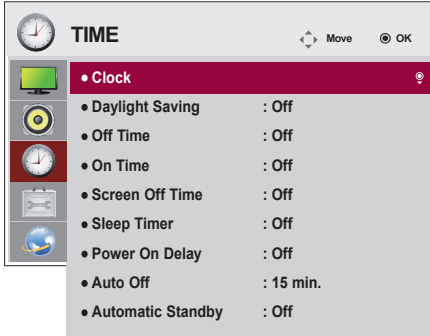 TIME Move OK
• Clock
• Daylight Saving : Off
• Off Time : Off
• On Time : Off
• Screen Off Time : Off
• Sleep Timer : Off
• Power On Delay : Off
• Auto Off : 15 min.
• Automatic Standby : Off